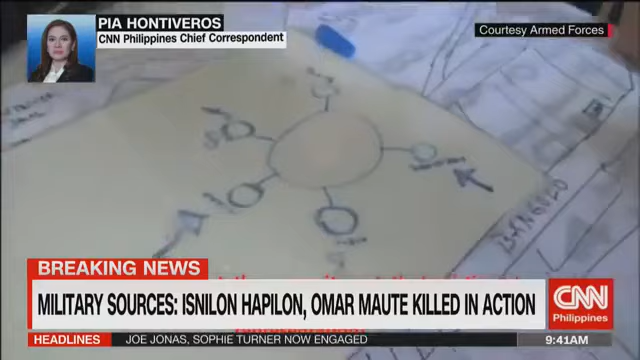 PIA HONTIVEROS
CNN Philippines Chief Correspondent
Courtesy Armed Forces
BANGOLO
BREAKING NEWS
MILITARY SOURCES: ISNILON HAPILON, OMAR MAUTE KILLED IN ACTION
CNN
Philippines
HEADLINES
JOE JONAS, SOPHIE TURNER NOW ENGAGED
9:41AM